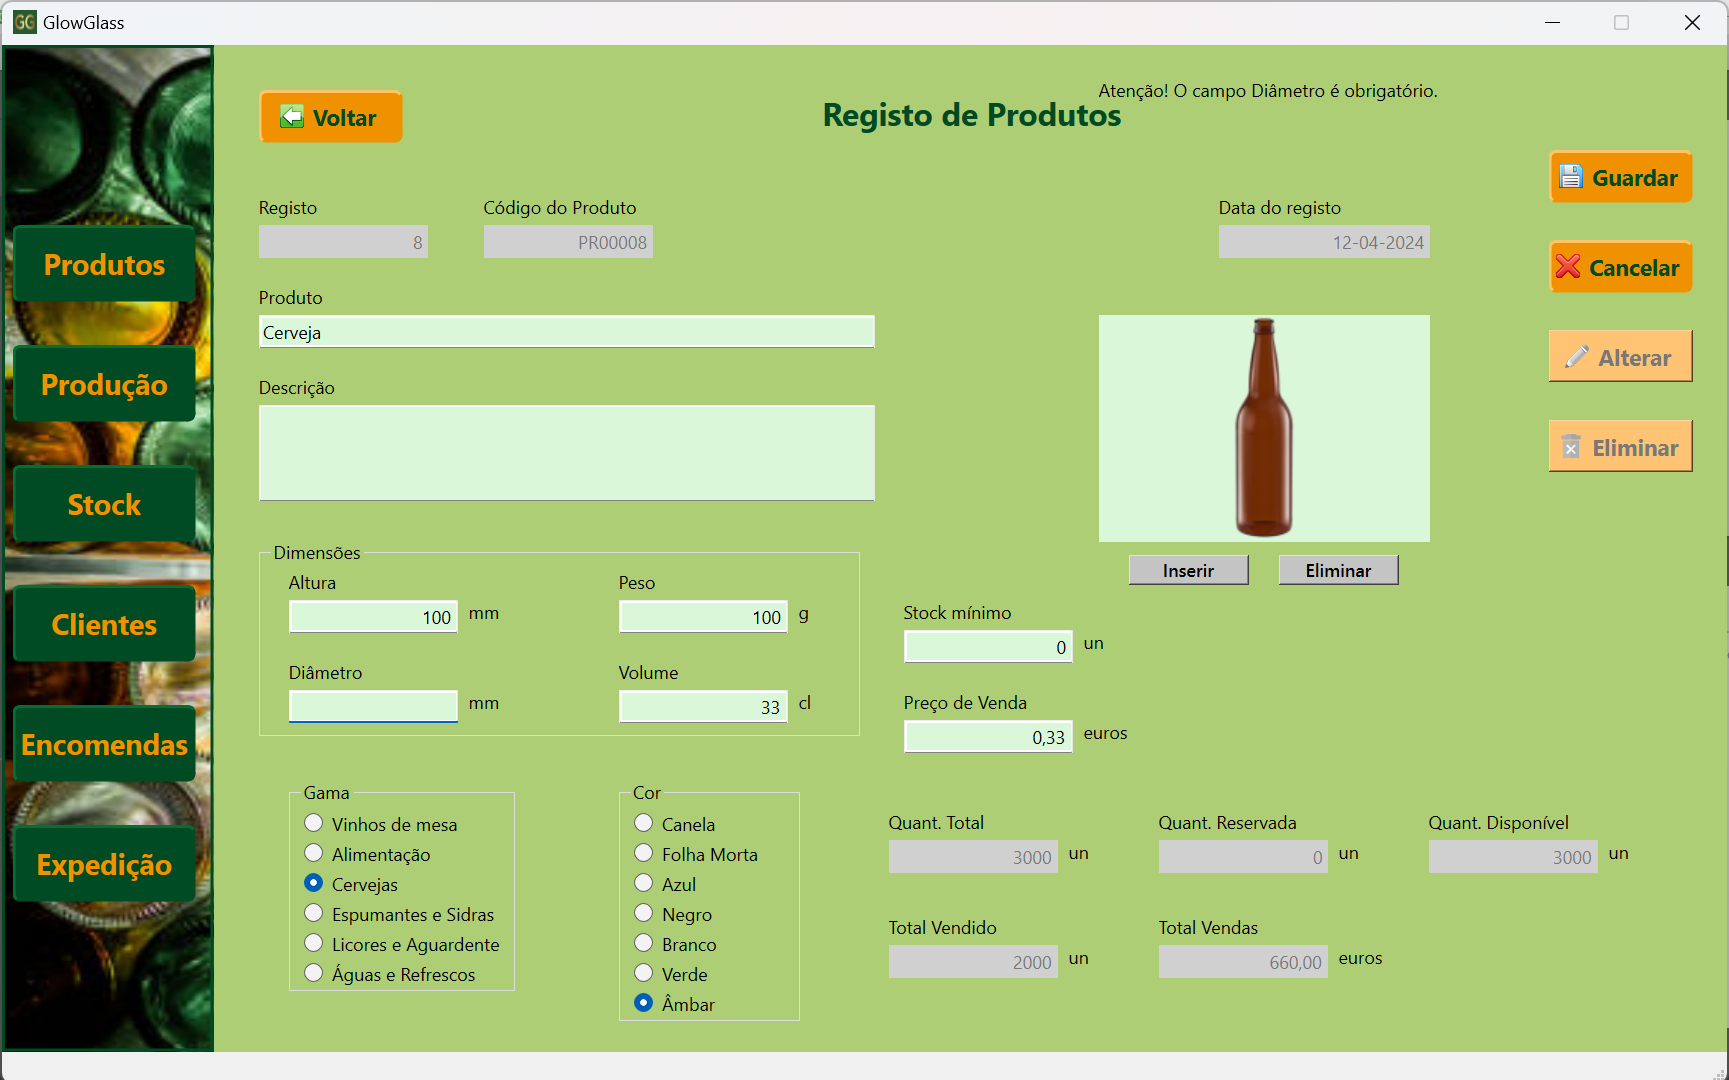 GG GlowGlass
Atenção! O campo Diâmetro é obrigatório.
Voltar
Registo de Produtos
Guardar
Cancelar
Alterar
Eliminar
Produtos
Produção
Stock
Clientes
Encomendas
Expedição
Registo
8
Código do Produto
PR00008
Data do registo
12-04-2024
Produto
Cerveja
Descrição
Inserir
Eliminar
Dimensões
Altura
100 mm
Peso
100 g
Diâmetro
mm
Volume
33 cl
Stock mínimo
0 un
Preço de Venda
0,33 euros
Gama
Vinhos de mesa
Alimentação
Cervejas
Espumantes e Sidras
Licores e Aguardente
Águas e Refrescos
Cor
Canela
Folha Morta
Azul
Negro
Branco
Verde
Âmbar
Quant. Total
3000 un
Quant. Reservada
0 un
Quant. Disponível
3000 un
Total Vendido
2000 un
Total Vendas
660,00 euros